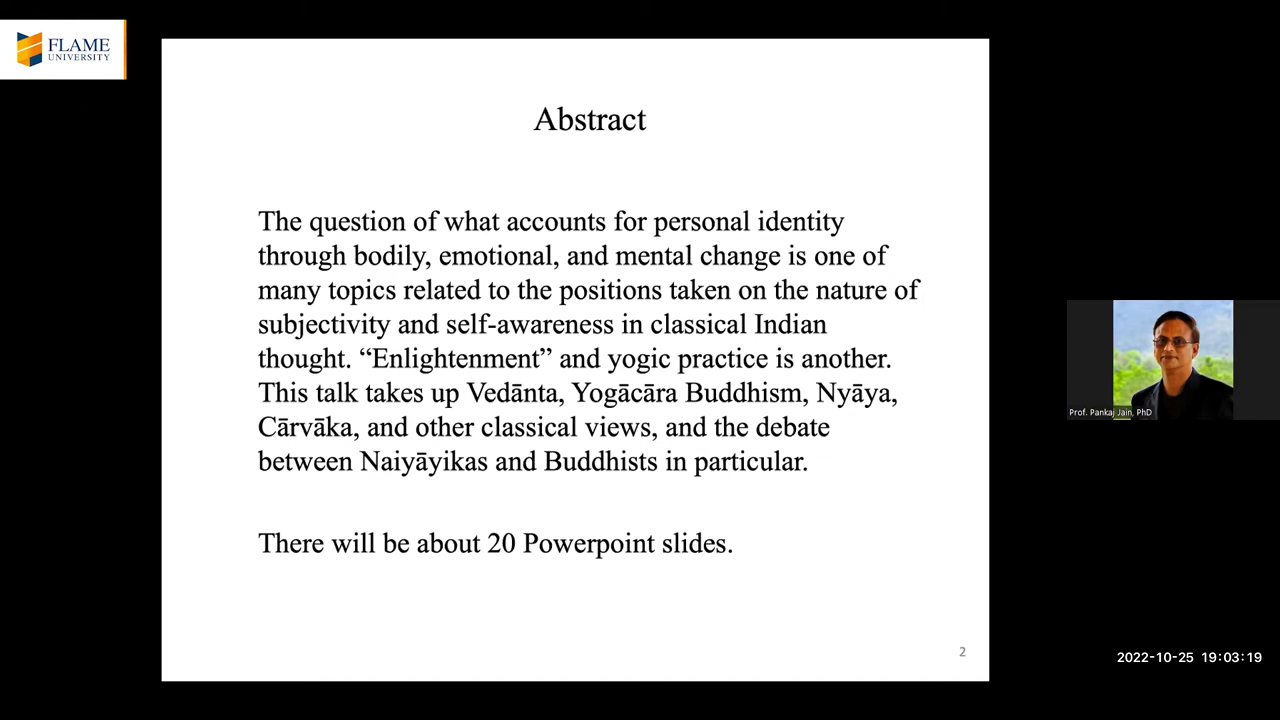 FLAME
UNIVERSITY
Abstract
The question of what accounts for personal identity
through bodily, emotional, and mental change is one of
many topics related to the positions taken on the nature of
subjectivity and self-awareness in classical Indian
thought. “Enlightenment” and yogic practice is another.
This talk takes up Vedānta, Yogācāra Buddhism, Nyāya,
Cārvāka, and other classical views, and the debate
between Naiyāyikas and Buddhists in particular.
There will be about 20 Powerpoint slides.
2
Prof. Pankaj Jain, PhD
2022-10-25 19:03:19